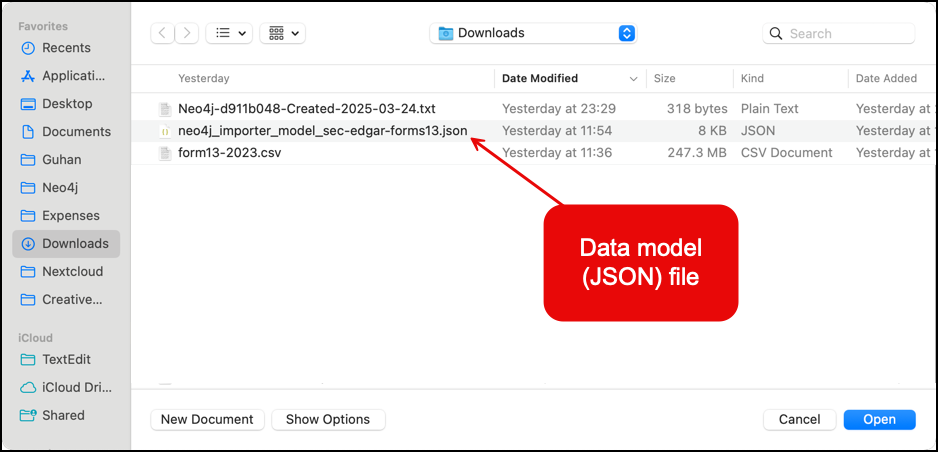 Favorites
Recents
Applicati...
Desktop
Documents
Guhan
Neo4j
Expenses
Downloads
Nextcloud
Creative...
iCloud
TextEdit
iCloud Dri...
Shared
Downloads
Search
Yesterday Date Modified Size Kind Date Added
Neo4j-d911b048-Created-2025-03-24.txt Yesterday at 23:29 318 bytes Plain Text Yesterday at
neo4j_importer_model_sec-edgar-forms13.json Yesterday at 11:54 8 KB JSON Yesterday at
form13-2023.csv Yesterday at 11:36 247.3 MB CSV Document Yesterday at
Data model
(JSON) file
New Document Show Options Cancel Open